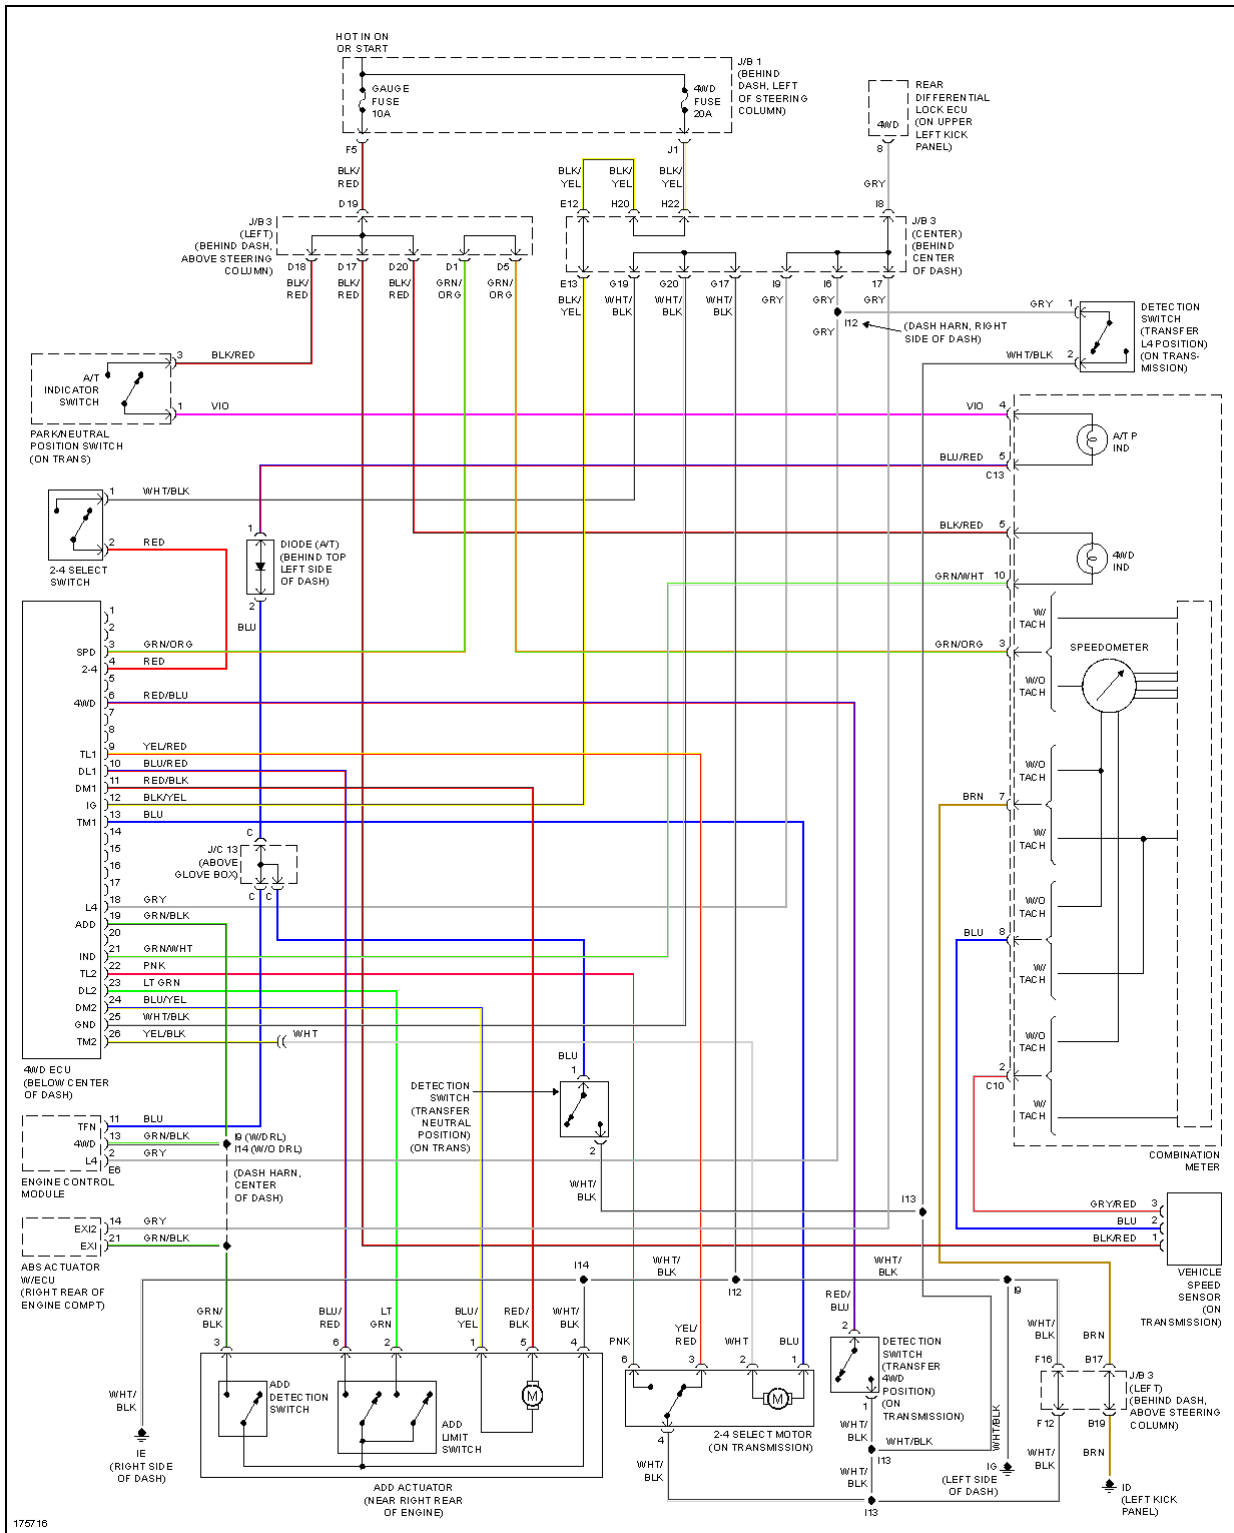 HOT IN ON
OR START
J/B 1
(BEHIND
DASH, LEFT
OF STEERING
COLUMN)
GAUGE
FUSE
10A
4WD
FUSE
20A
REAR
DIFFERENTIAL
LOCK ECU
(ON UPPER
LEFT KICK
PANEL)
4WD
F5
J1
8
BLK/
RED
BLK/
YEL
BLK/
YEL
BLK/
YEL
GRY
D19
E12
H20
H22
I8
J/B 3
(LEFT)
(BEHIND DASH,
ABOVE STEERING
COLUMN)
J/B 3
(CENTER)
(BEHIND
CENTER
OF DASH)
D18
D17
D20
D1
D5
E13
G19
G20
G17
I9
I6
17
BLK/
RED
BLK/
RED
BLK/
RED
GRN/
ORG
GRN/
ORG
BLK/
YEL
WHT/
BLK
WHT/
BLK
WHT/
BLK
GRY
GRY
GRY
GRY
I12
(DASH HARN, RIGHT
SIDE OF DASH)
GRY
1
WHT/BLK
2
DETECTION
SWITCH
(TRANSFER
L4 POSITION)
(ON TRANS-
MISSION)
A/T
INDICATOR
SWITCH
3
BLK/RED
1
VIO
PARK/NEUTRAL
POSITION SWITCH
(ON TRANS)
VIO
4
A/T P
IND
BLU/RED
5
C13
1
WHT/BLK
2
RED
2-4 SELECT
SWITCH
1
DIODE (A/T)
(BEHIND TOP
LEFT SIDE
OF DASH)
2
BLU
BLK/RED
5
4WD
IND
GRN/WHT
10
W/
TACH
GRN/ORG
3
SPEEDOMETER
W/O
TACH
W/O
TACH
BRN
7
W/
TACH
W/O
TACH
BLU
8
W/
TACH
W/O
TACH
2
C10
W/
TACH
COMBINATION
METER
1
2
SPD
3
GRN/ORG
2-4
4
RED
5
4WD
6
RED/BLU
7
8
TL1
9
YEL/RED
DL1
10
BLU/RED
DM1
11
RED/BLK
IG
12
BLK/YEL
TM1
13
BLU
14
15
16
17
L4
18
GRY
ADD
19
GRN/BLK
20
IND
21
GRN/WHT
TL2
22
PNK
DL2
23
LT GRN
DM2
24
BLU/YEL
GND
25
WHT/BLK
TM2
26
YEL/BLK
WHT
4WD ECU
(BELOW CENTER
OF DASH)
C
J/C 13
(ABOVE
GLOVE BOX)
C
C
BLU
1
DETECTION
SWITCH
(TRANSFER
NEUTRAL
POSITION)
(ON TRANS)
2
WHT/
BLK
TFN
11
BLU
4WD
13
GRN/BLK
L4
2
GRY
E6
ENGINE CONTROL
MODULE
I9 (W/DRL)
I14 (W/O DRL)
(DASH HARN,
CENTER
OF DASH)
EXI2
14
GRY
EXI
21
GRN/BLK
ABS ACTUATOR
W/ECU
(RIGHT REAR OF
ENGINE COMPT)
I13
GRY/RED
3
BLU
2
BLK/RED
1
VEHICLE
SPEED
SENSOR (ON
TRANSMISSION)
I14
WHT/
BLK
I12
WHT/
BLK
I9
GRN/
BLK
BLU/
RED
LT
GRN
BLU/
YEL
RED/
BLK
WHT/
BLK
PNK
YEL/
RED
WHT
BLU
RED/
BLU
WHT/
BLK
BRN
3
6
2
1
5
4
6
3
2
1
2
F16
B17
ADD
DETECTION
SWITCH
ADD
LIMIT
SWITCH
M
M
4
2-4 SELECT MOTOR
(ON TRANSMISSION)
DETECTION
SWITCH
(TRANSFER
4WD
POSITION)
(ON
TRANSMISSION)
1
J/B 3
(LEFT)
(BEHIND DASH,
ABOVE STEERING
COLUMN)
F12
B19
WHT/
BLK
IE
(RIGHT SIDE
OF DASH)
ADD ACTUATOR
(NEAR RIGHT REAR
OF ENGINE)
WHT/
BLK
WHT/
BLK
WHT/BLK
I13
WHT/
BLK
I13
WHT/BLK
IG
(LEFT SIDE
OF DASH)
WHT/
BLK
BRN
ID
(LEFT KICK
PANEL)
175716